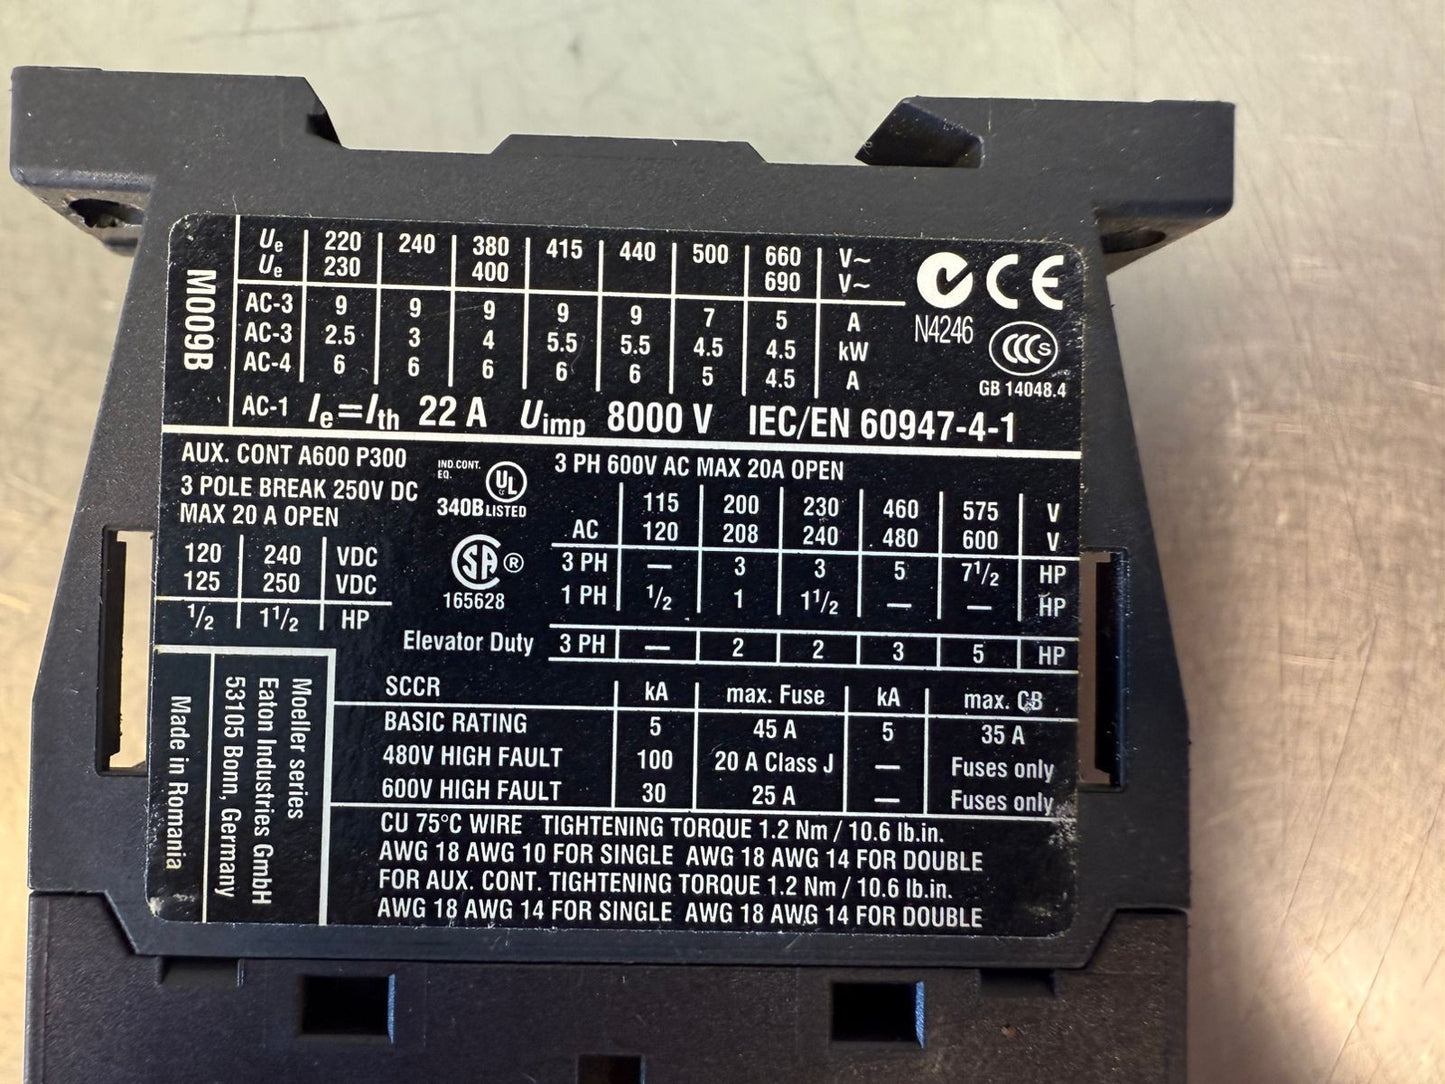 M009B
Ue 220 240 380 415 440 500 660 V~
Ue 230 400 690 V~
AC-3 9 9 9 9 9 7 5 A
AC-3 2.5 3 4 5.5 5.5 4.5 4.5 kW
AC-4 6 6 6 6 6 5 4.5 A
AC-1 Ie=Ith 22 A Uimp 8000 V IEC/EN 60947-4-1
CE
N4246
CCC S
GB 14048.4
AUX. CONT A600 P300
3 POLE BREAK 250V DC
MAX 20 A OPEN
120 240 VDC
125 250 VDC
1/2 1 1/2 HP
IND.CONT.
EQ.
UL
340B LISTED
SA ®
165628
3 PH 600V AC MAX 20A OPEN
115 200 230 460 575 V
AC 120 208 240 480 600 V
3 PH — 3 3 5 7 1/2 HP
1 PH 1/2 1 1 1/2 — — HP
Elevator Duty 3 PH — 2 2 3 5 HP
SCCR kA max. Fuse kA max. CB
BASIC RATING 5 45 A 5 35 A
480V HIGH FAULT 100 20 A Class J — Fuses only
600V HIGH FAULT 30 25 A — Fuses only
CU 75°C WIRE TIGHTENING TORQUE 1.2 Nm / 10.6 lb.in.
AWG 18 AWG 10 FOR SINGLE AWG 18 AWG 14 FOR DOUBLE
FOR AUX. CONT. TIGHTENING TORQUE 1.2 Nm / 10.6 lb.in.
AWG 18 AWG 14 FOR SINGLE AWG 18 AWG 14 FOR DOUBLE
Moeller series
Eaton Industries GmbH
53105 Bonn, Germany
Made in Romania